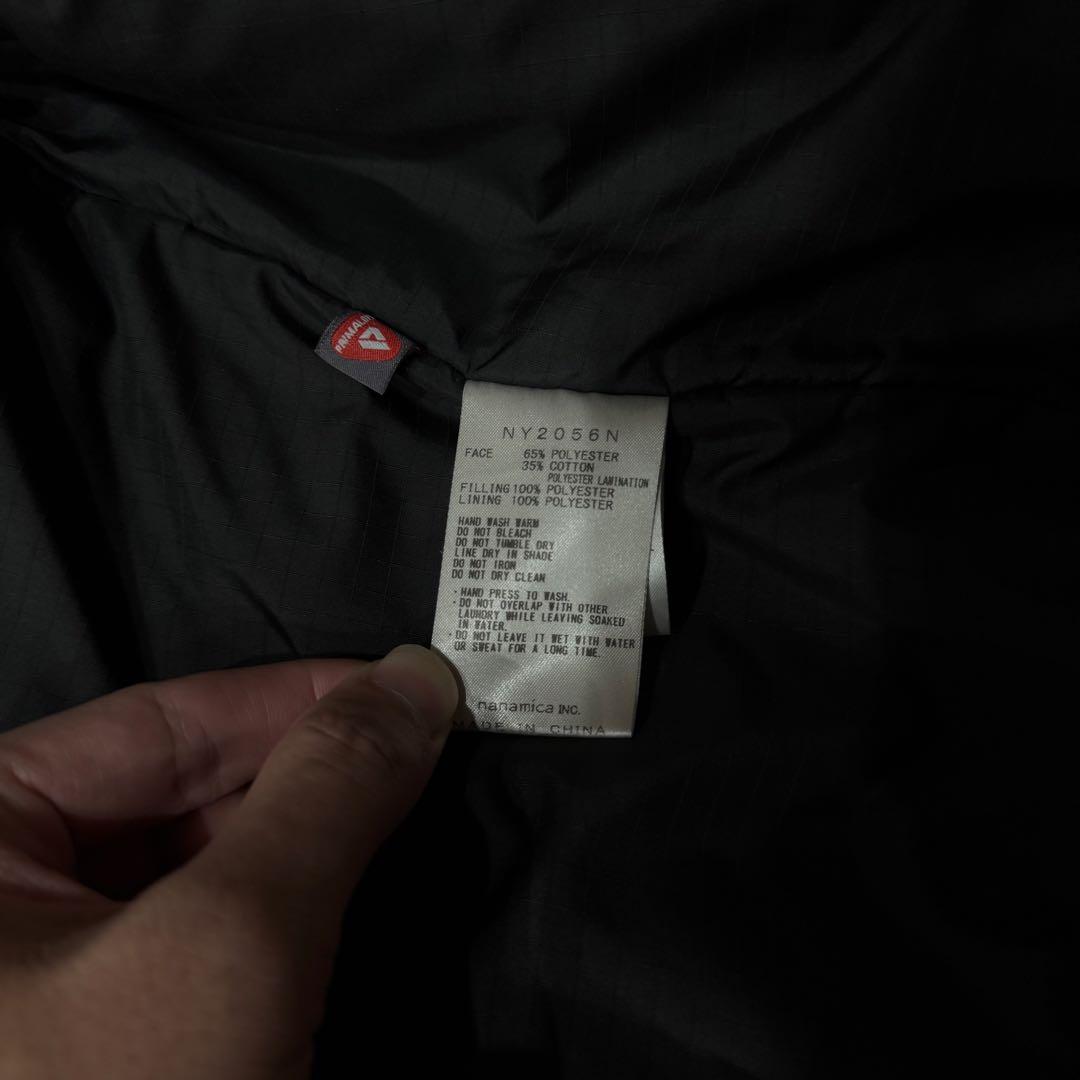 NY2056N
FACE 65% POLYESTER
35% COTTON
POLYESTER LAMINATION
FILLING 100% POLYESTER
LINING 100% POLYESTER
HAND WASH WARM
DO NOT BLEACH
DO NOT TUMBLE DRY
LINE DRY IN SHADE
DO NOT IRON
DO NOT DRY CLEAN
・HAND PRESS TO WASH.
・DO NOT OVERLAP WITH OTHER
LAUNDRY WHILE LEAVING SOAKED
IN WATER.
・DO NOT LEAVE IT WET WITH WATER
OR SWEAT FOR A LONG TIME.
nanamica INC.
MADE IN CHINA